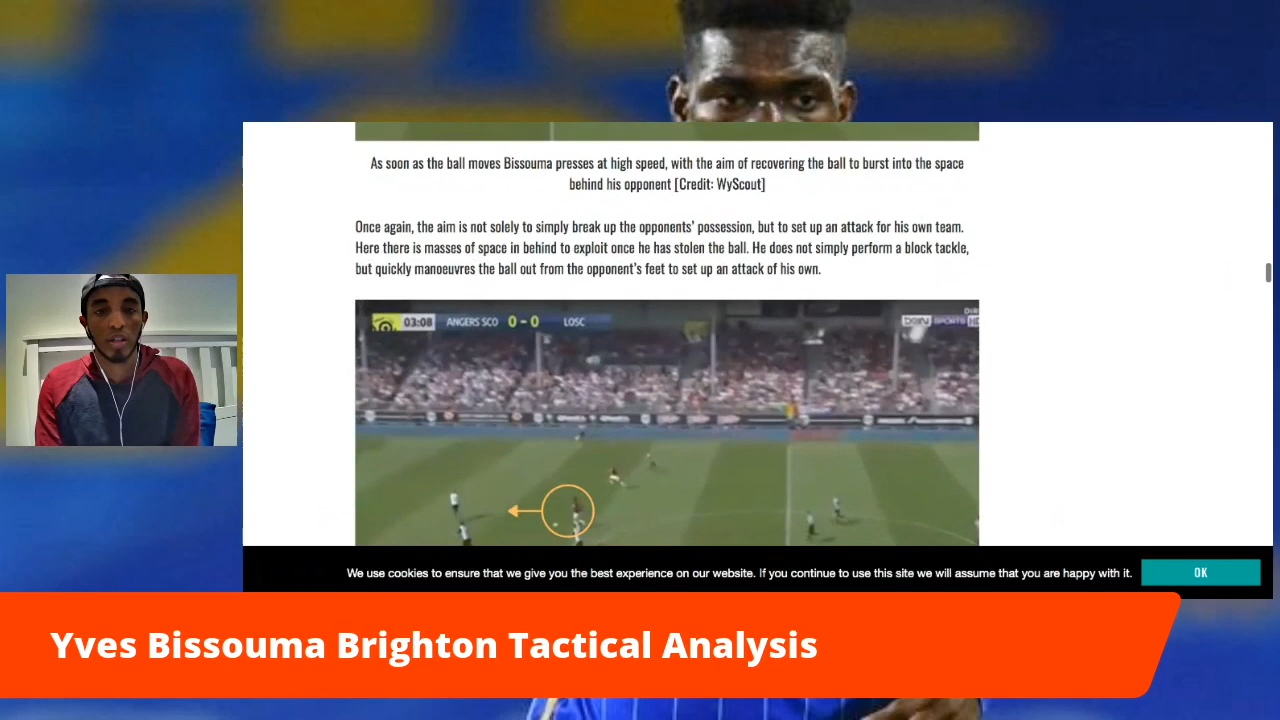 As soon as the ball moves Bissouma presses at high speed, with the aim of recovering the ball to burst into the space
behind his opponent [Credit: WyScout]
Once again, the aim is not solely to simply break up the opponents’ possession, but to set up an attack for his own team.
Here there is masses of space in behind to exploit once he has stolen the ball. He does not simply perform a block tackle,
but quickly manoeuvres the ball out from the opponent’s feet to set up an attack of his own.
DIR
03:08 ANGERS SCO 0 - 0 LOSC
beIN SPORTS HD
We use cookies to ensure that we give you the best experience on our website. If you continue to use this site we will assume that you are happy with it.
OK
Yves Bissouma Brighton Tactical Analysis